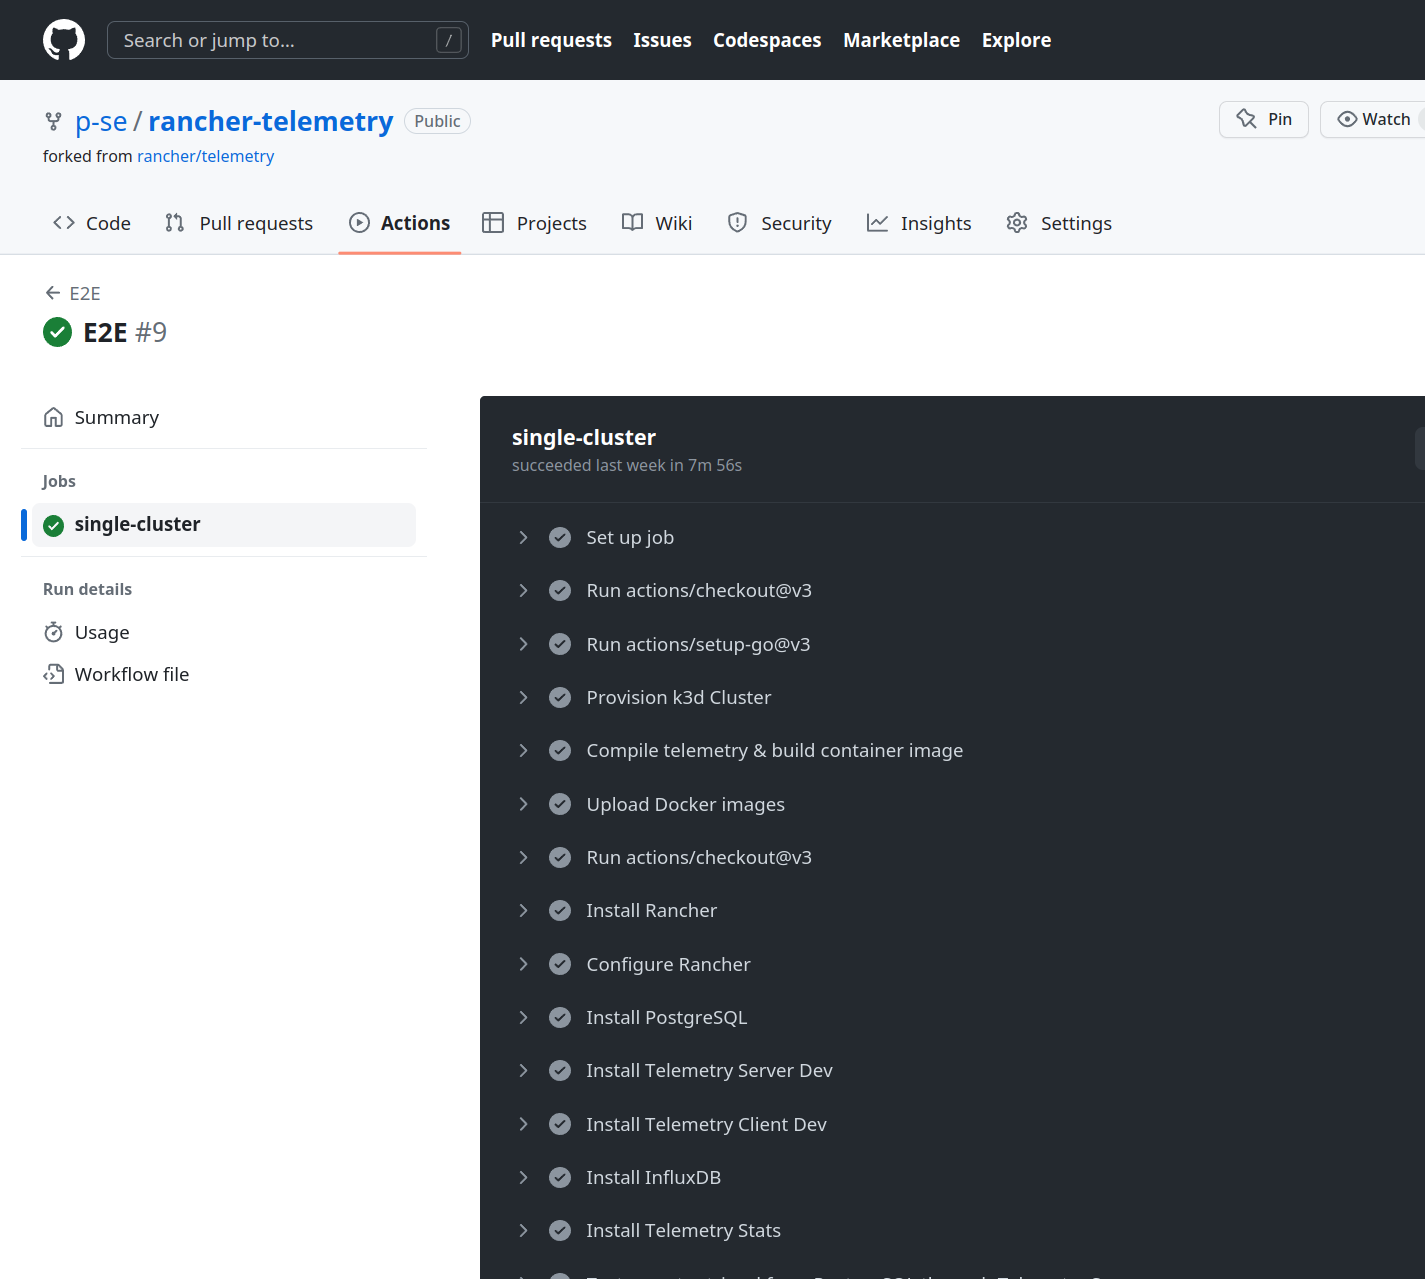 Search or jump to... / Pull requests Issues Codespaces Marketplace Explore
p-se / rancher-telemetry Public Pin Watch
forked from rancher/telemetry
Code Pull requests Actions Projects Wiki Security Insights Settings
E2E
E2E #9
Summary
Jobs
single-cluster
Run details
Usage
Workflow file
single-cluster
succeeded last week in 7m 56s
Set up job
Run actions/checkout@v3
Run actions/setup-go@v3
Provision k3d Cluster
Compile telemetry & build container image
Upload Docker images
Run actions/checkout@v3
Install Rancher
Configure Rancher
Install PostgreSQL
Install Telemetry Server Dev
Install Telemetry Client Dev
Install InfluxDB
Install Telemetry Stats